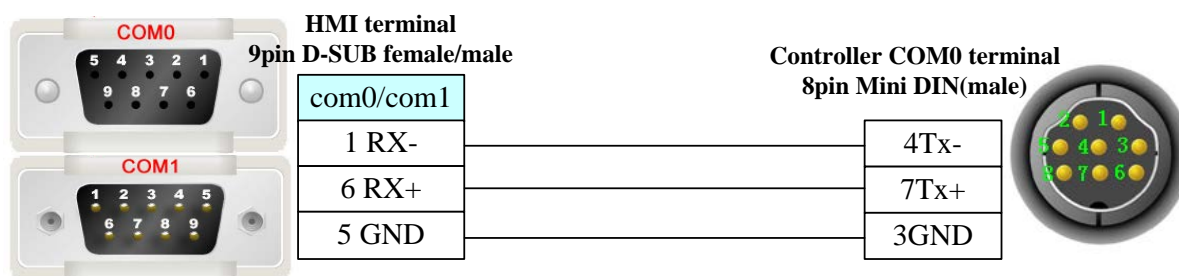 COM0
5 4 3 2 1
9 8 7 6
COM1
1 2 3 4 5
6 7 8 9
HMI terminal
9pin D-SUB female/male
com0/com1
1 RX-
6 RX+
5 GND
Controller COM0 terminal
8pin Mini DIN(male)
4Tx-
7Tx+
3GND
2 1
5 4 3
8 7 6